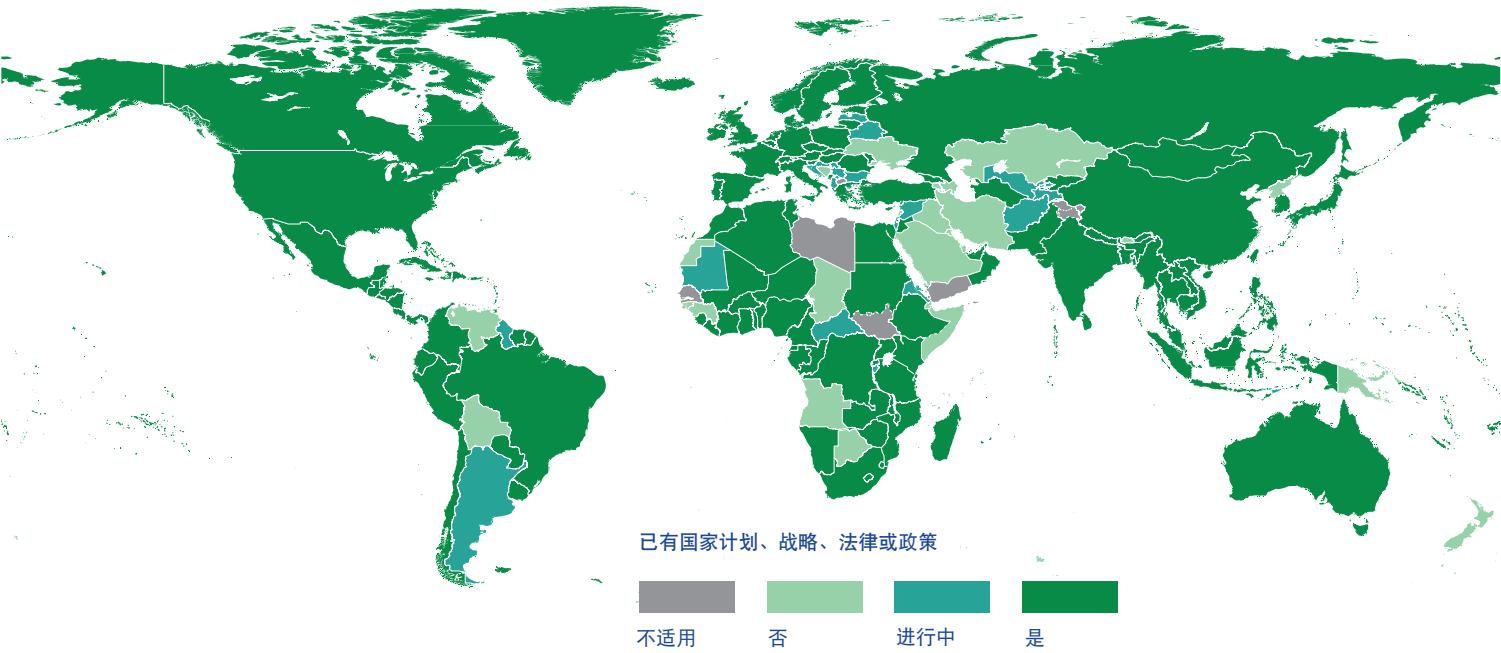 已有国家计划、战略、法律或政策
不适用 否 进行中 是